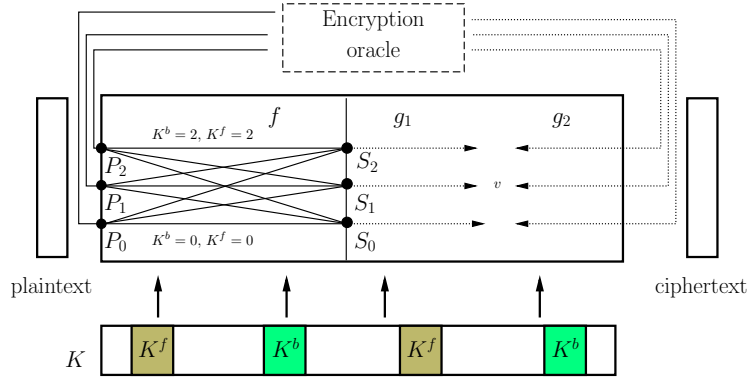 Encryption
oracle
f g₁ g₂
K^b = 2, K^f = 2
P₂ S₂
v
P₁ S₁
P₀ K^b = 0, K^f = 0 S₀
plaintext ciphertext
K K^f K^b K^f K^b